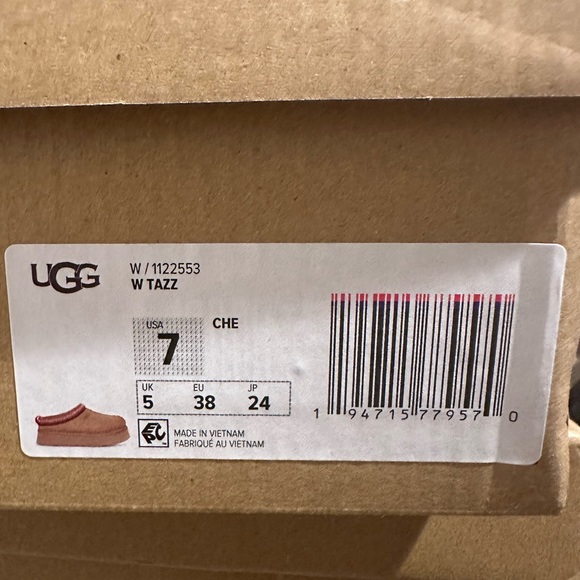 UGG
W / 1122553
W TAZZ
USA
7
CHE
UK EU JP
5 38 24
MADE IN VIETNAM
FABRIQUÉ AU VIETNAM
1 94715 77957 0